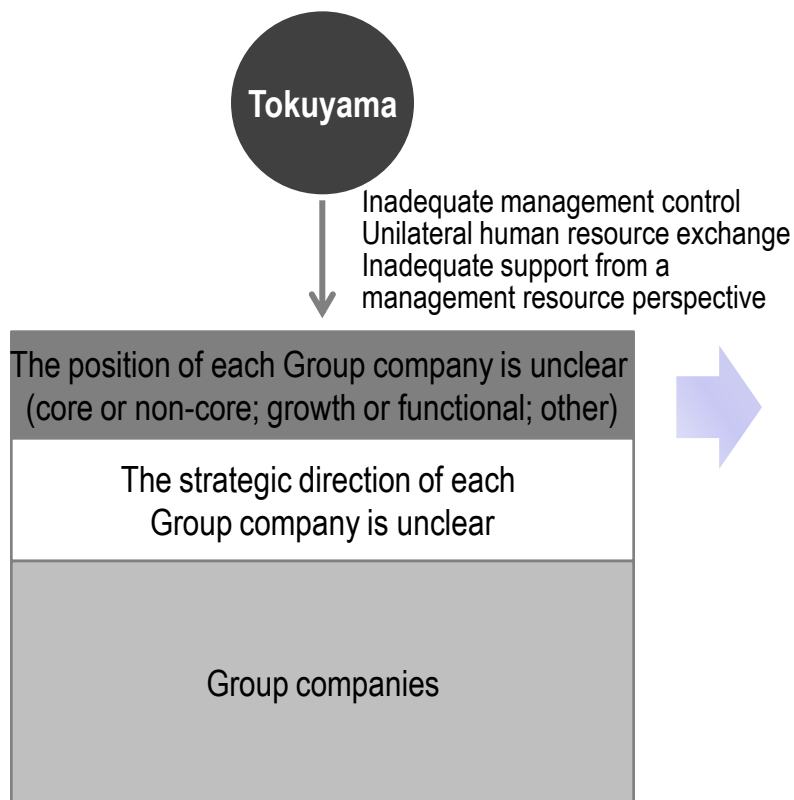 Tokuyama
Inadequate management control
Unilateral human resource exchange
Inadequate support from a
management resource perspective
The position of each Group company is unclear
(core or non-core; growth or functional; other)
The strategic direction of each
Group company is unclear
Group companies